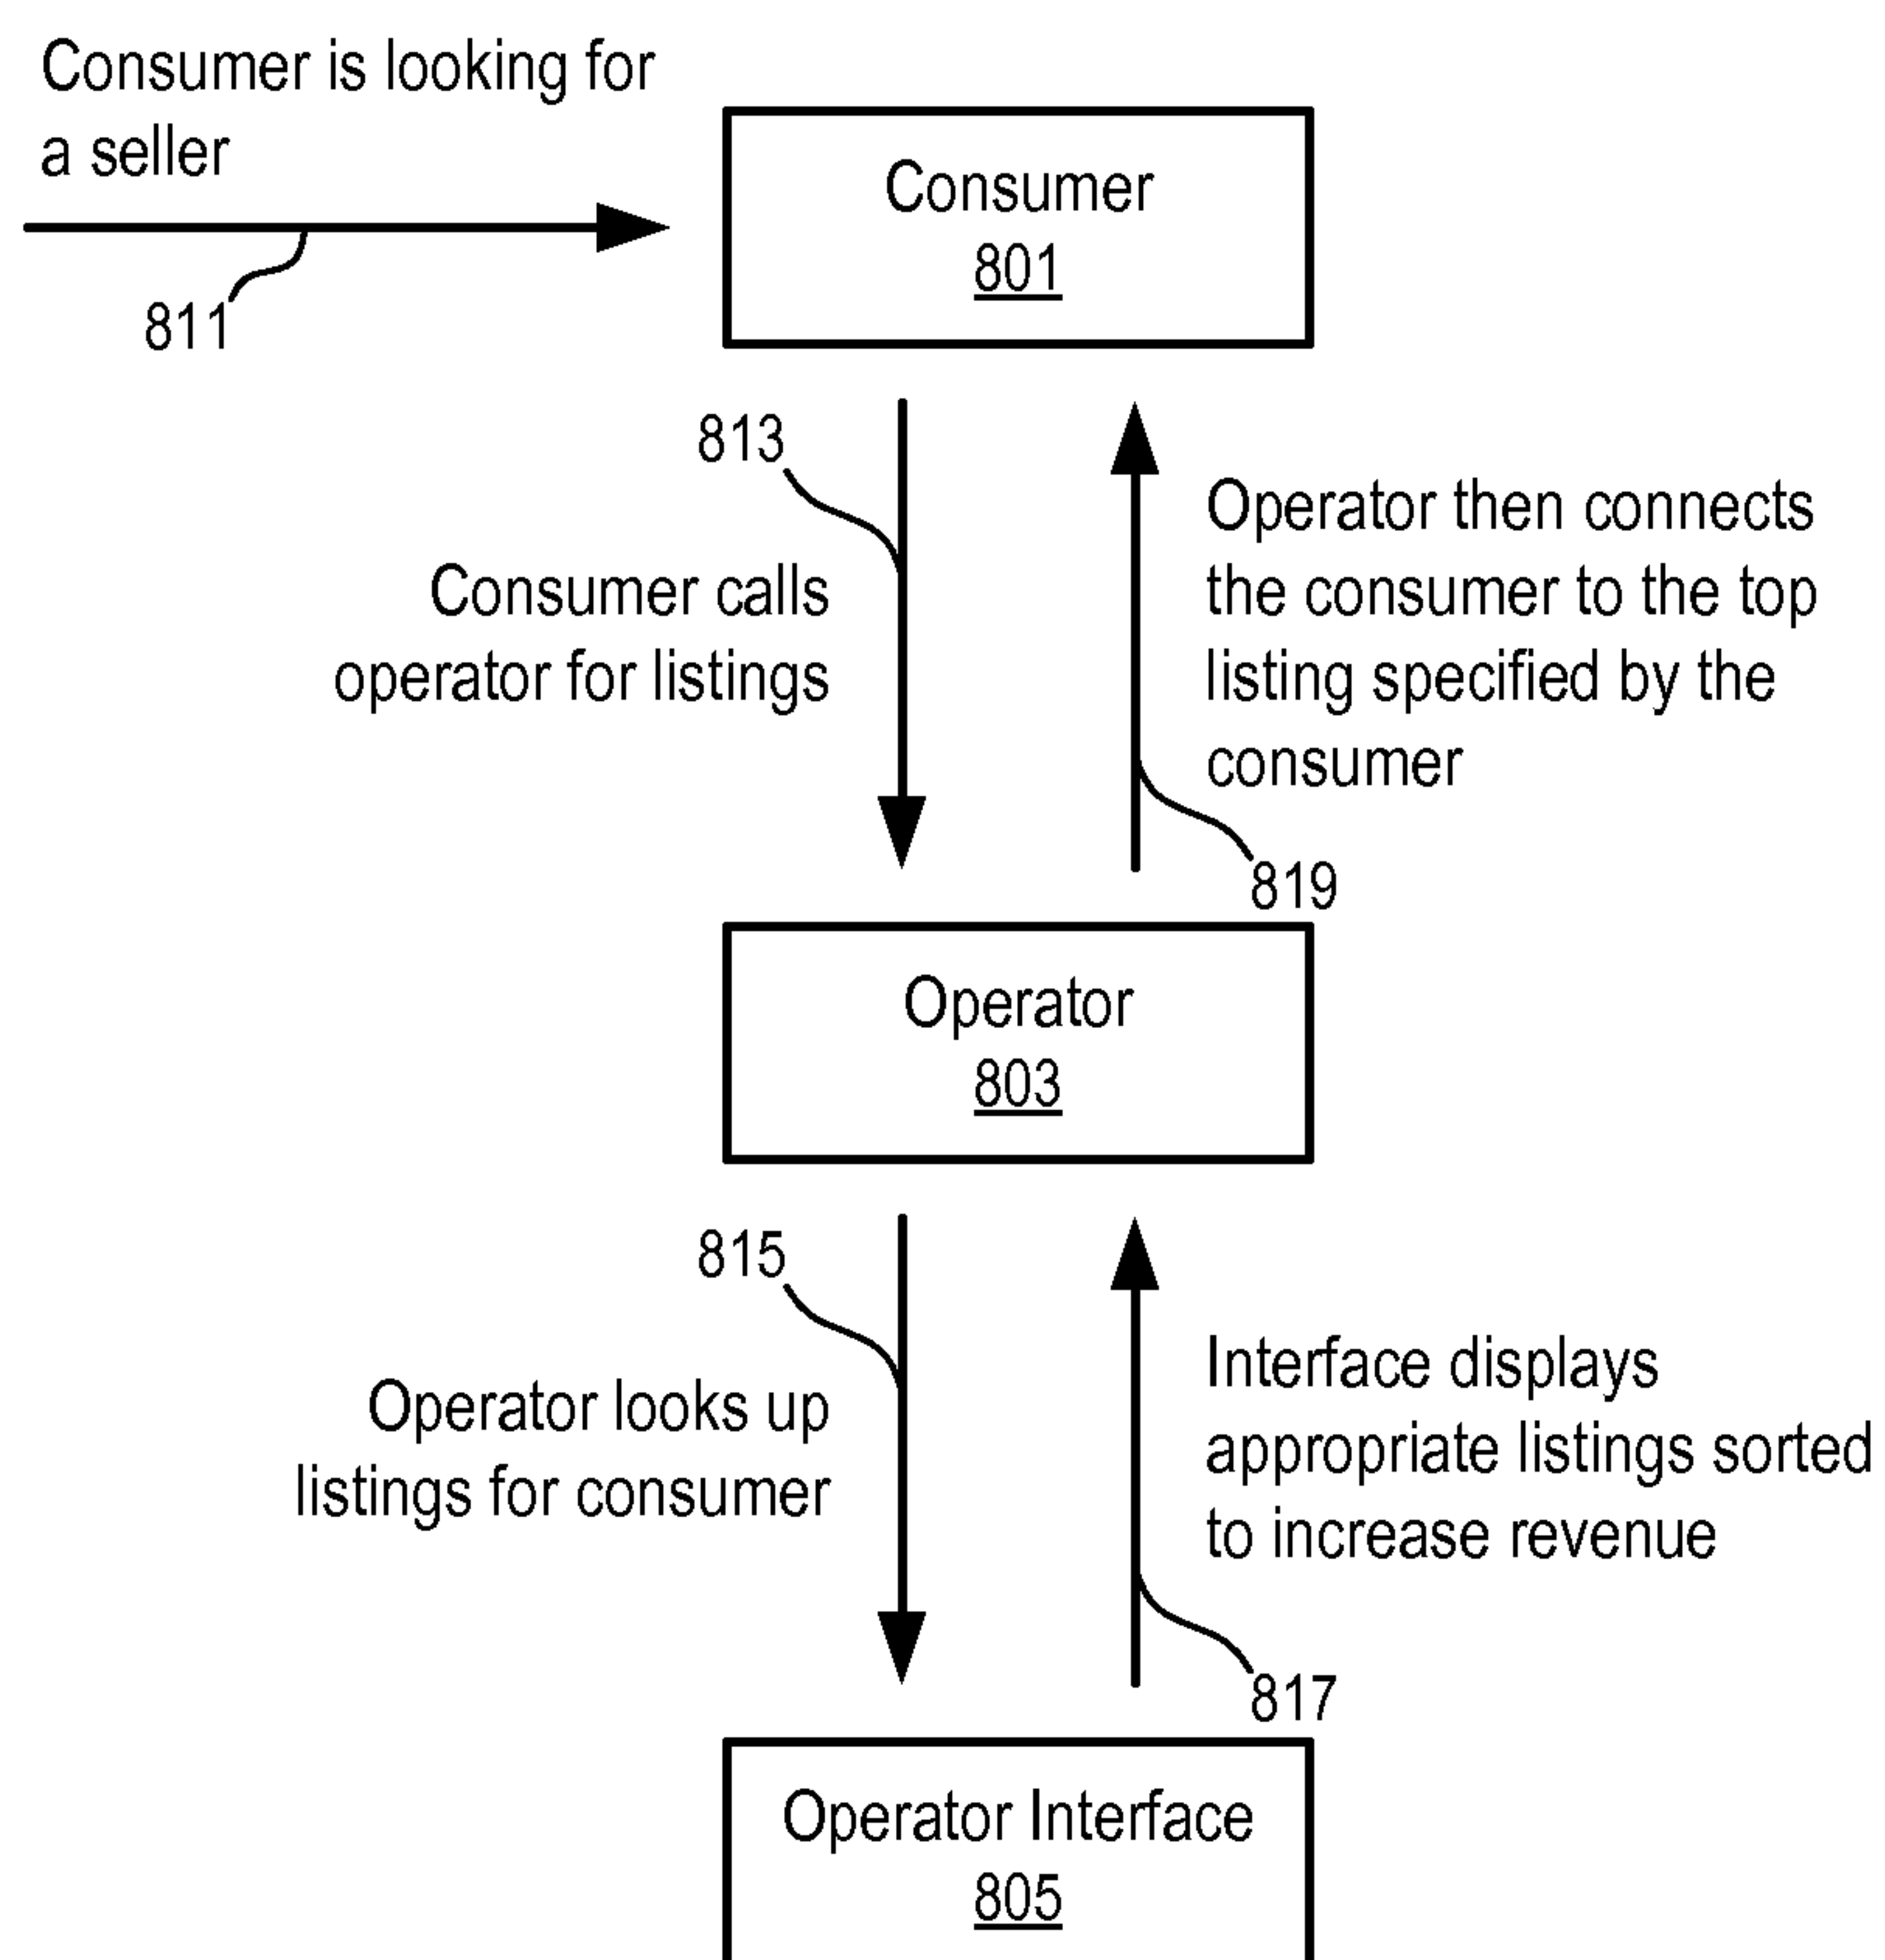 Consumer is looking for
a seller
811
Consumer
801
813
Consumer calls
operator for listings
Operator then connects
the consumer to the top
listing specified by the
consumer
819
Operator
803
815
Operator looks up
listings for consumer
Interface displays
appropriate listings sorted
to increase revenue
817
Operator Interface
805